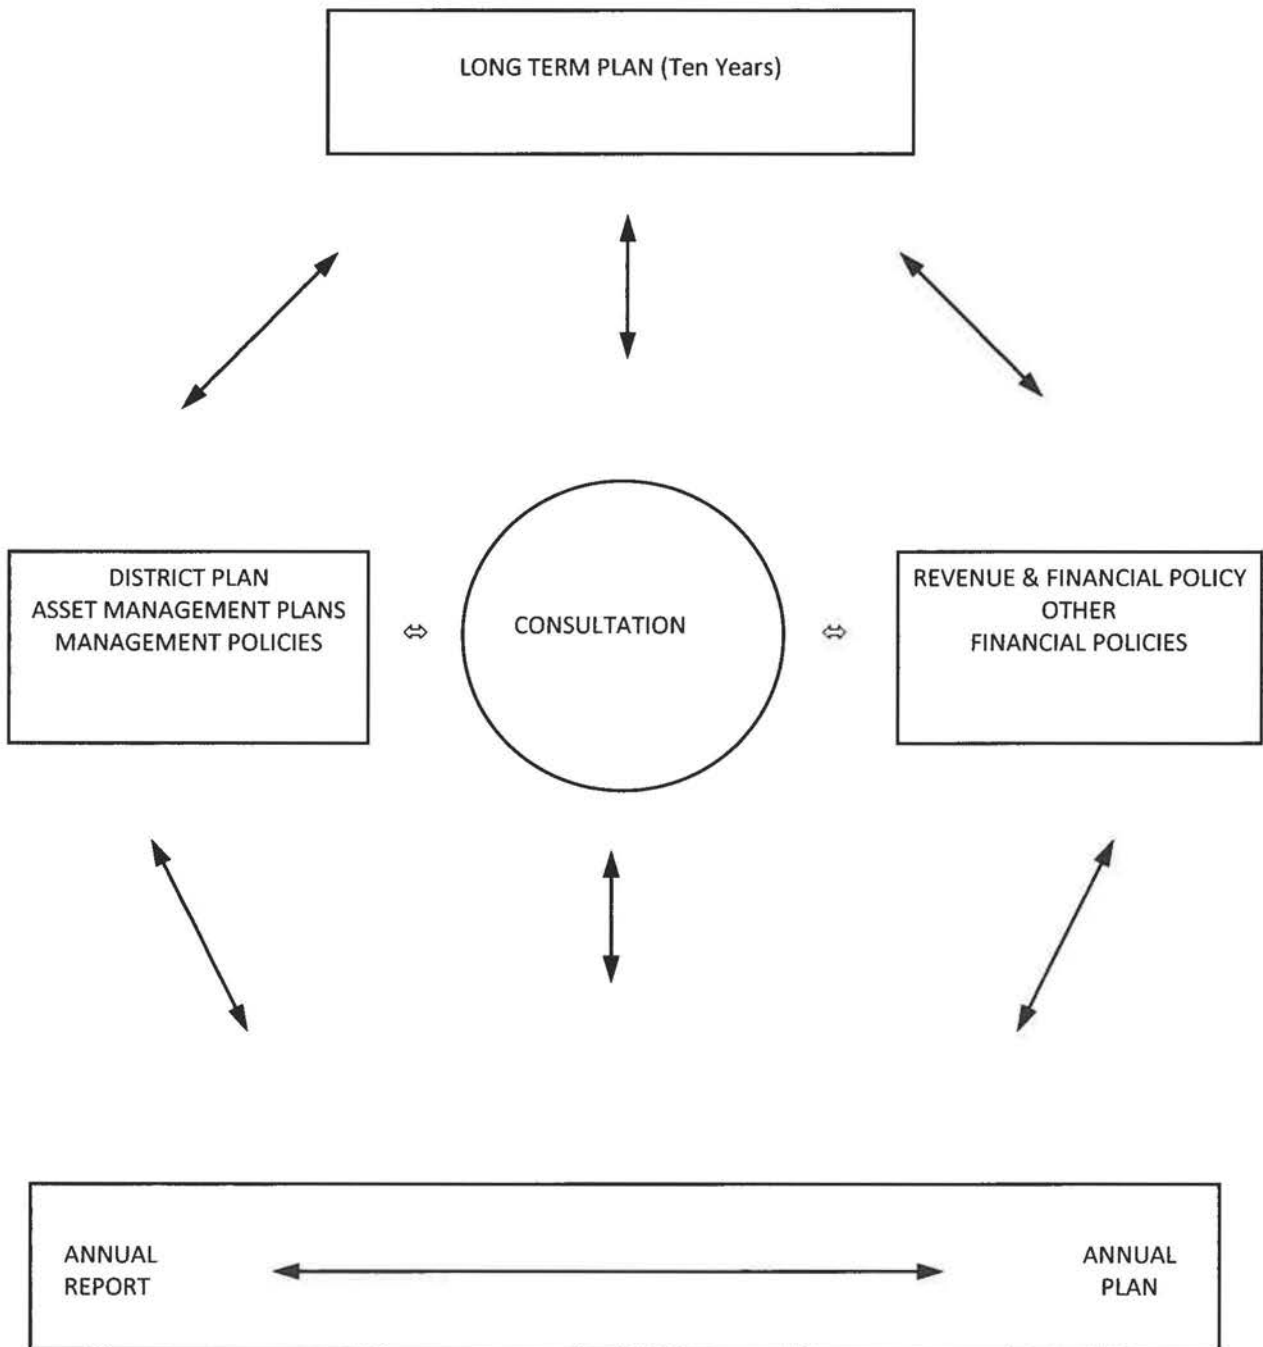 LONG TERM PLAN (Ten Years)
DISTRICT PLAN
ASSET MANAGEMENT PLANS
MANAGEMENT POLICIES
CONSULTATION
REVENUE & FINANCIAL POLICY
OTHER
FINANCIAL POLICIES
ANNUAL
REPORT
ANNUAL
PLAN